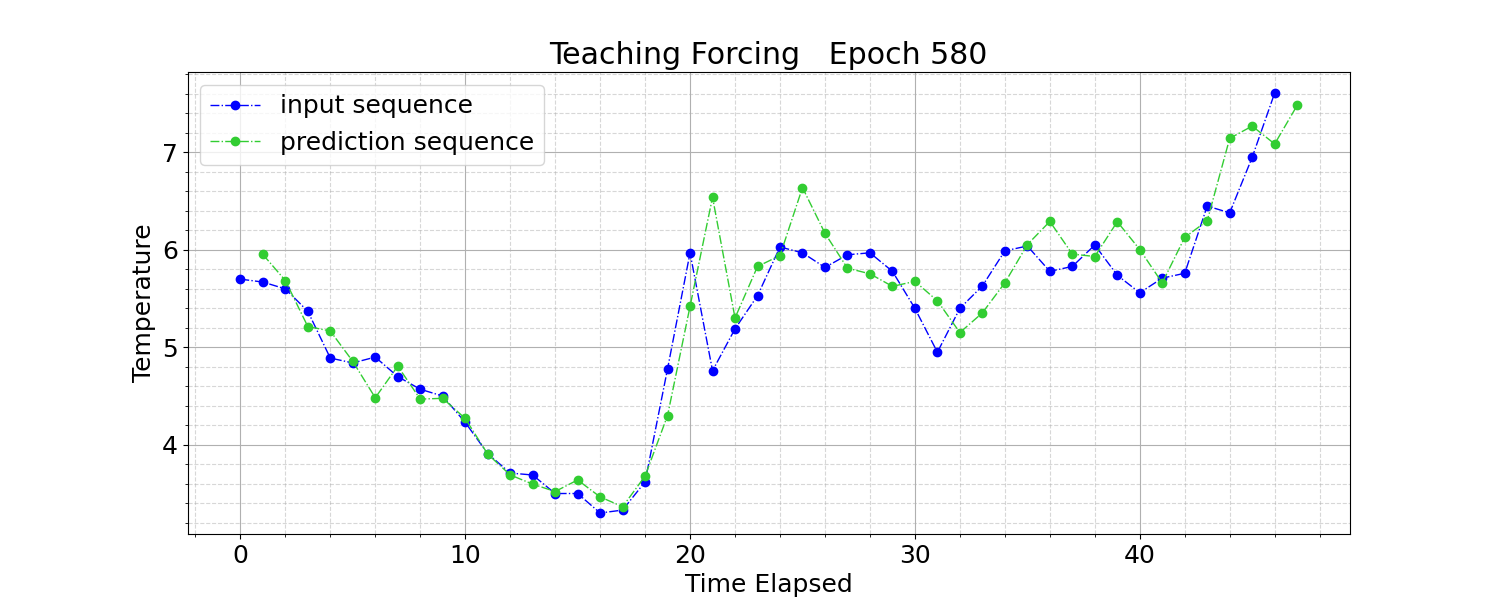 Teaching Forcing   Epoch 580
input sequence
prediction sequence
Temperature
7
6
5
4
0 10 20 30 40
Time Elapsed